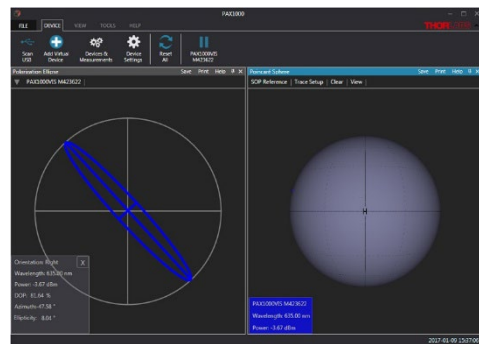 PAX1000
FILE DEVICE VIEW TOOLS HELP
THORLABS
Scan USB
Add Virtual Device
Devices & Measurements
Device Settings
Reset All
PAX1000VIS M423622
Polarization Ellipse Save Print Help
PAX1000VIS M423622
Orientation: Right X
Wavelength: 635.00 nm
Power: -3.67 dBm
DOP: 81.64 %
Azimuth: -47.58 °
Ellipticity: 8.04 °
Poincaré Sphere Save Print Help
SOP Reference Trace Setup Clear View
H
PAX1000VIS M423622
Wavelength: 635.00 nm
Power: -3.67 dBm
2017-01-09 15:37:06